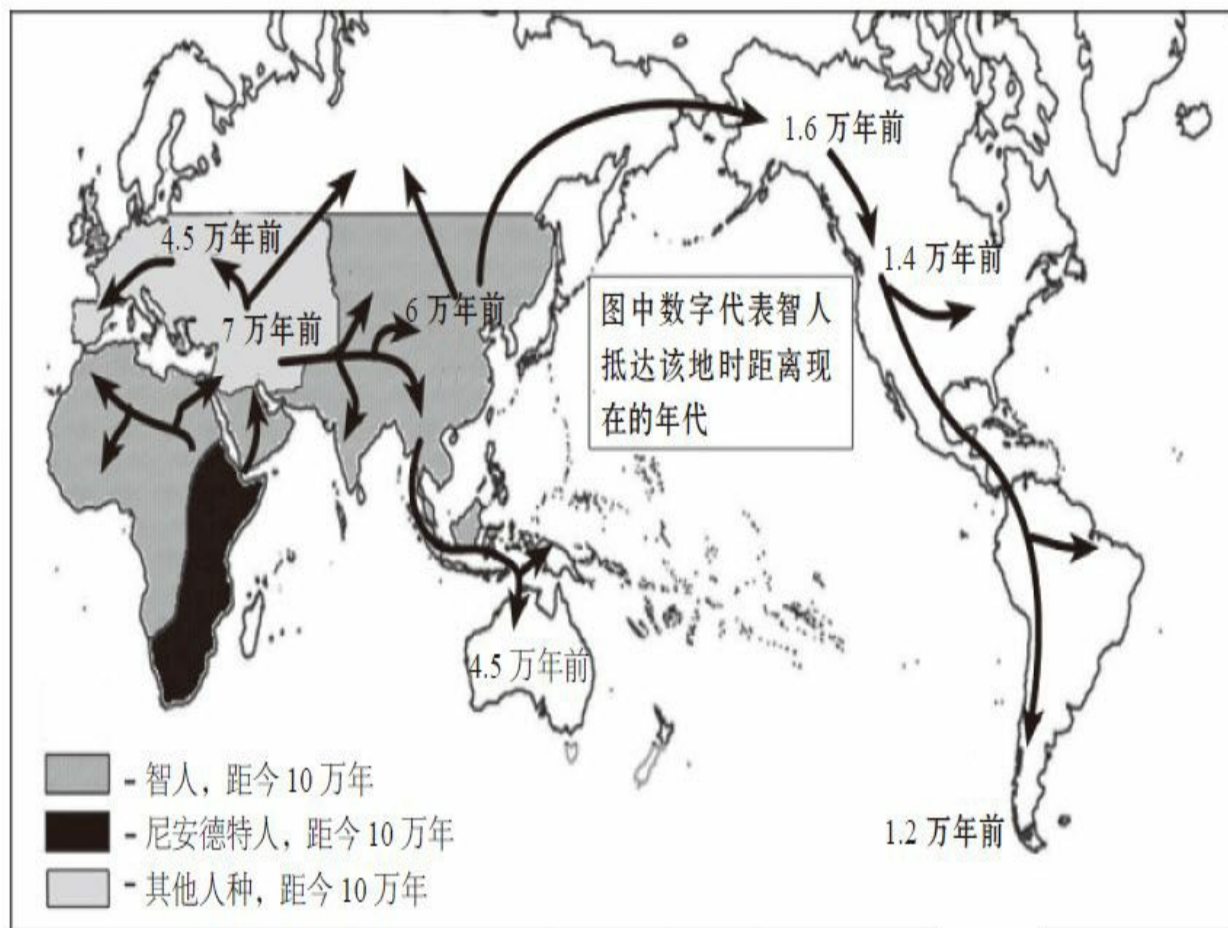 1.6 万年前
4.5 万年前
1.4 万年前
6 万年前
7 万年前
图中数字代表智人
抵达该地时距离现
在的年代
4.5 万年前
- 智人，距今 10 万年
- 尼安德特人，距今 10 万年
- 其他人种，距今 10 万年
1.2 万年前